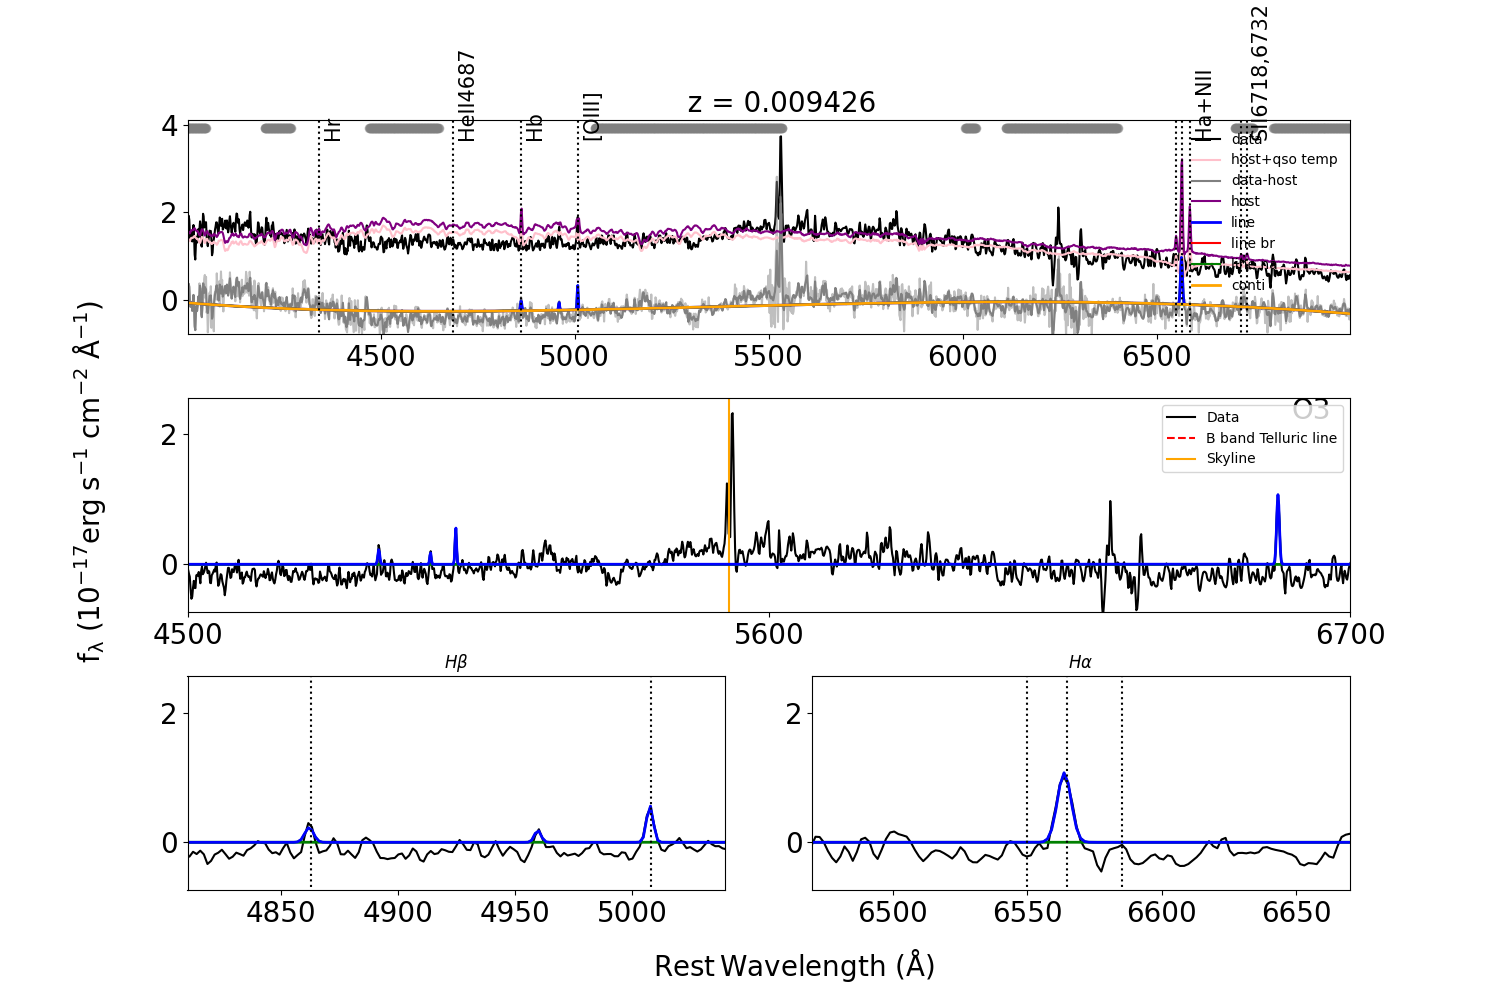 z = 0.009426
Hr
HeII4687
Hb
[OIII]
Ha+NII
SII6718,6732
4
2
0
data
host+qso temp
data-host
host
line
line br
conti
4500
5000
5500
6000
6500
fλ (10⁻¹⁷erg s⁻¹ cm⁻² Å⁻¹)
O3
Data
B band Telluric line
Skyline
2
0
4500
5600
6700
Hβ
2
0
4850
4900
4950
5000
Hα
2
0
6500
6550
6600
6650
Rest Wavelength (Å)